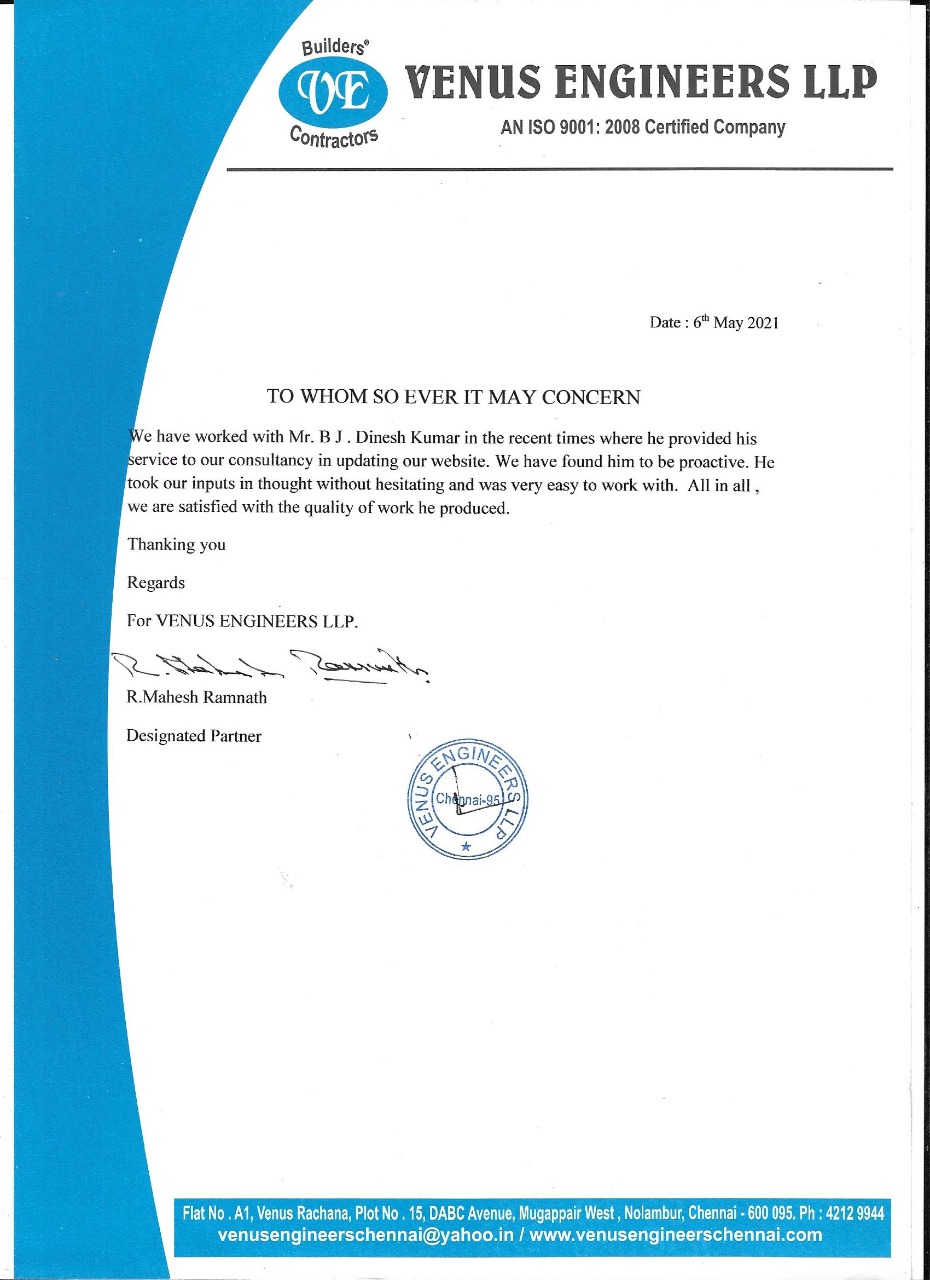 Builders®
VE
Contractors
VENUS ENGINEERS LLP
AN ISO 9001: 2008 Certified Company
Date : 6th May 2021
TO WHOM SO EVER IT MAY CONCERN
We have worked with Mr. B J . Dinesh Kumar in the recent times where he provided his
service to our consultancy in updating our website. We have found him to be proactive. He
took our inputs in thought without hesitating and was very easy to work with. All in all ,
we are satisfied with the quality of work he produced.
Thanking you
Regards
For VENUS ENGINEERS LLP.
R. Mahesh Ramnath
R.Mahesh Ramnath
Designated Partner
VENUS ENGINEERS LLP
Chennai-95
Flat No . A1, Venus Rachana, Plot No . 15, DABC Avenue, Mugappair West , Nolambur, Chennai - 600 095. Ph : 4212 9944
venusengineerschennai@yahoo.in / www.venusengineerschennai.com